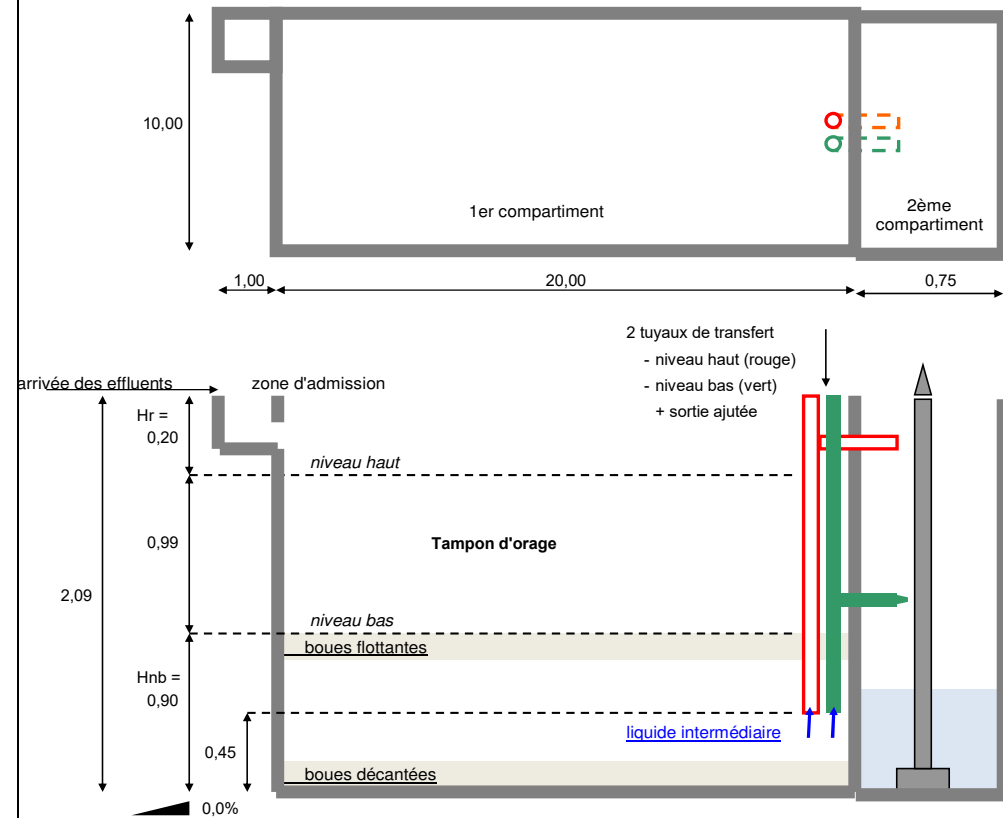 10,00
1er compartiment
2ème
compartiment
1,00
20,00
0,75
2 tuyaux de transfert
- niveau haut (rouge)
- niveau bas (vert)
+ sortie ajutée
arrivée des effluents
zone d'admission
Hr =
0,20
niveau haut
0,99
Tampon d'orage
2,09
niveau bas
boues flottantes
Hnb =
0,90
liquide intermédiaire
0,45
boues décantées
0,0%